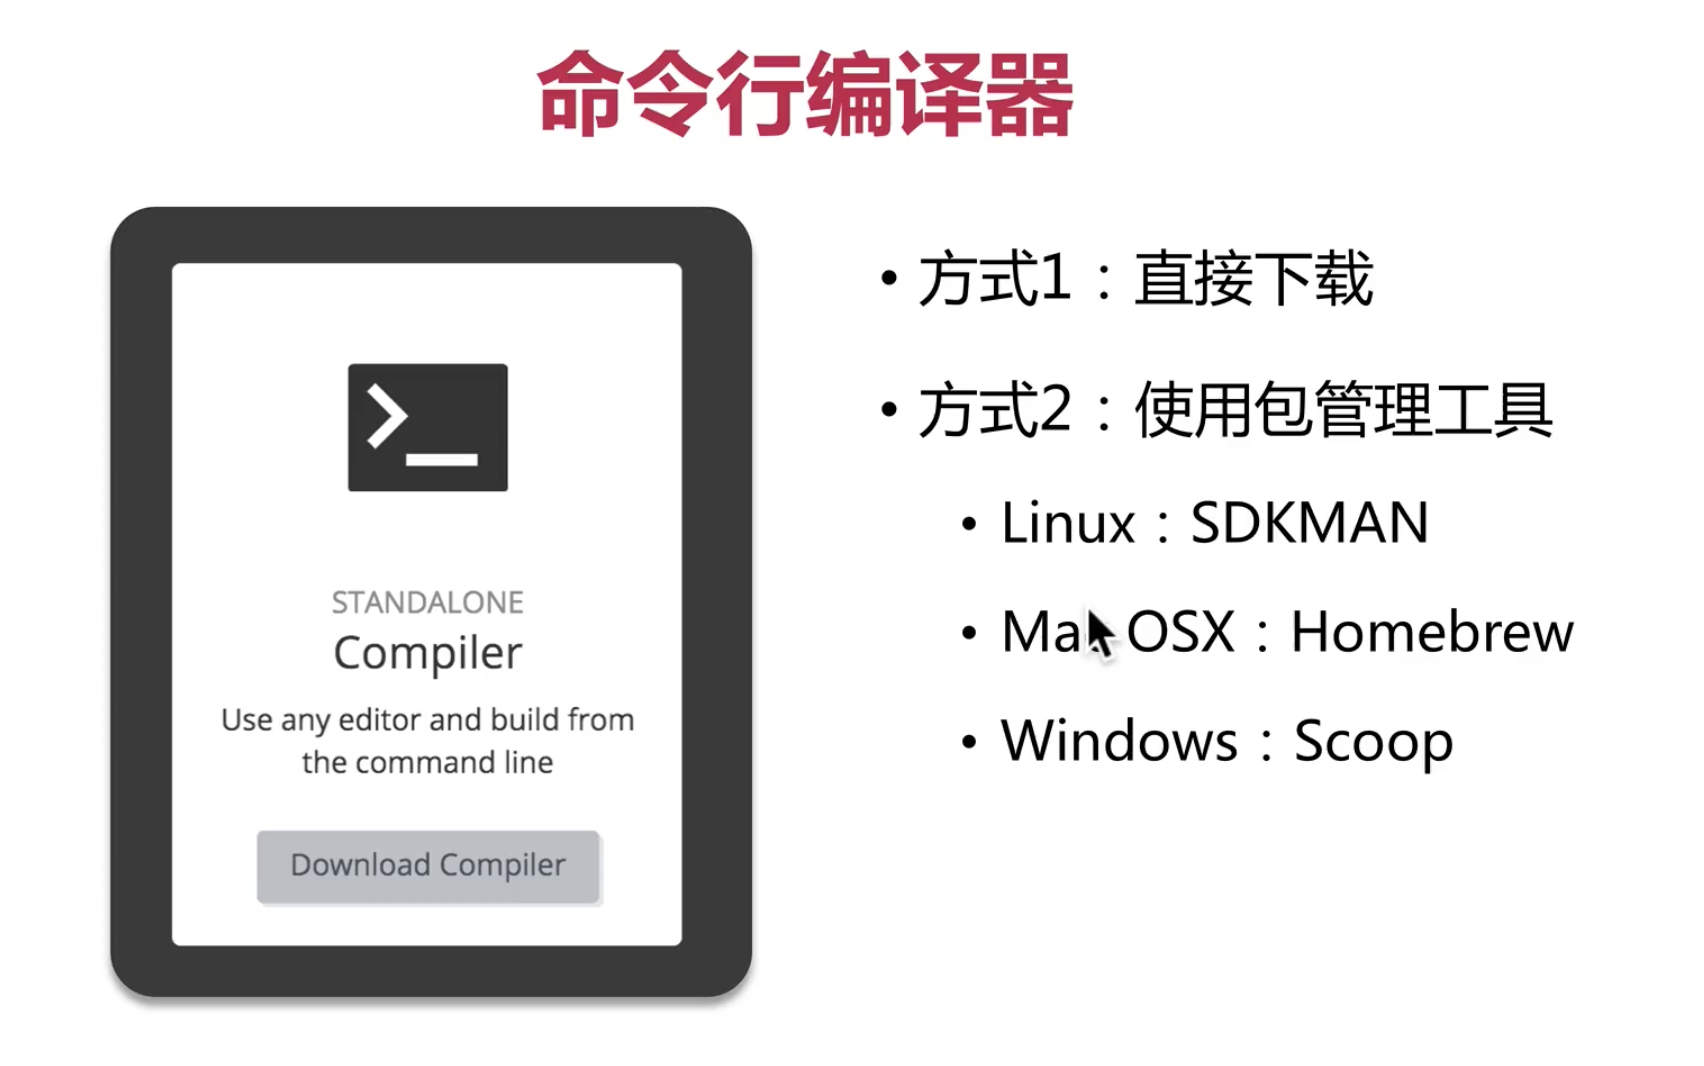 命令行编译器
>_
STANDALONE
Compiler
Use any editor and build from
the command line
Download Compiler
• 方式1：直接下载
• 方式2：使用包管理工具
• Linux：SDKMAN
• Ma OSX：Homebrew
• Windows：Scoop